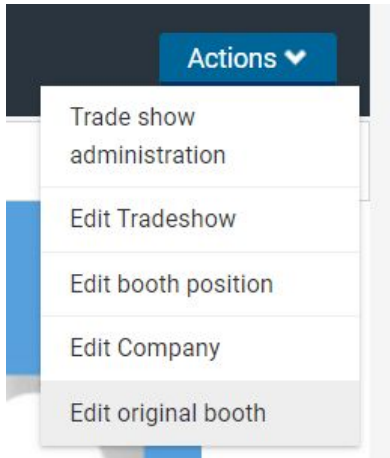 Actions
Trade show
administration
Edit Tradeshow
Edit booth position
Edit Company
Edit original booth